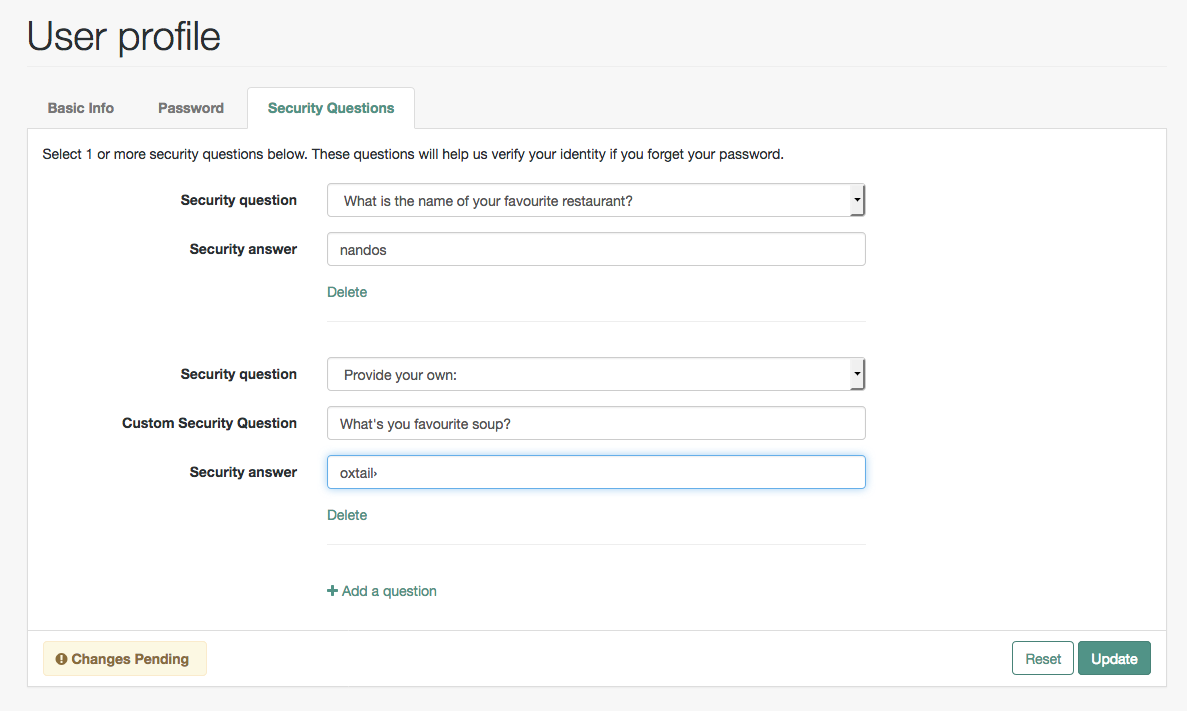 User profile
Basic Info
Password
Security Questions
Select 1 or more security questions below. These questions will help us verify your identity if you forget your password.
Security question
What is the name of your favourite restaurant?
Security answer
nandos
Delete
Security question
Provide your own:
Custom Security Question
What's you favourite soup?
Security answer
oxtail›
Delete
Add a question
Changes Pending
Reset
Update